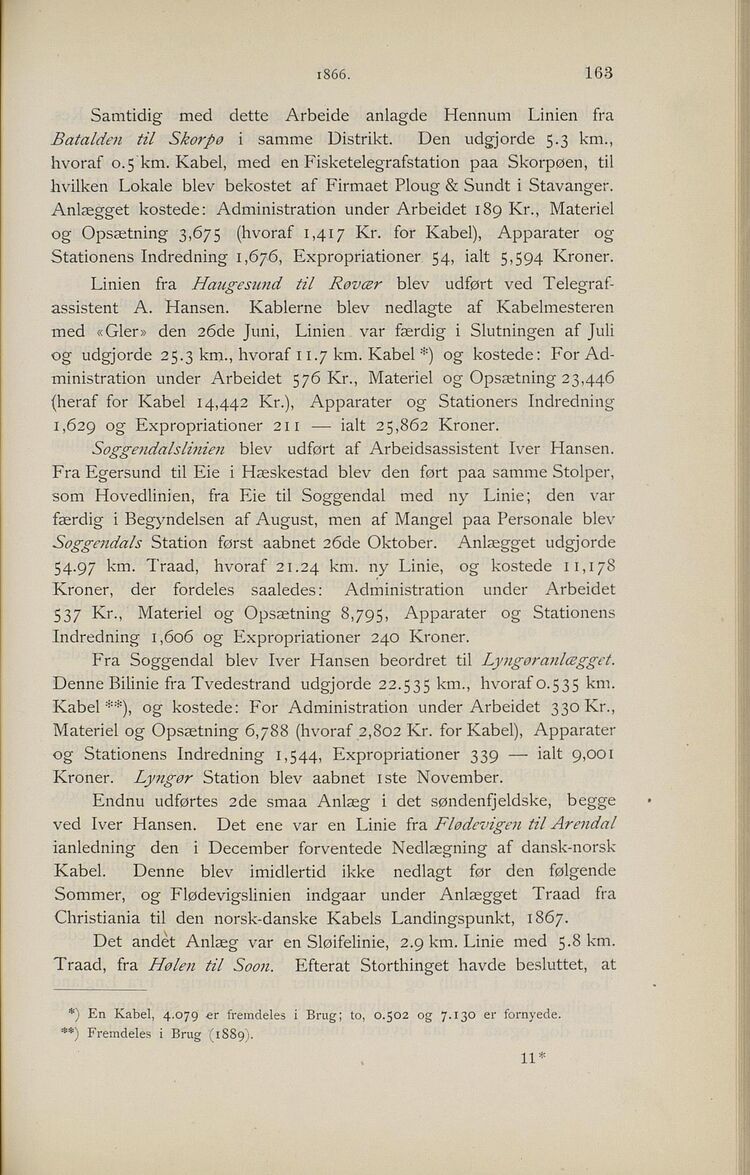 1866. 163
Samtidig med dette Arbeide anlagde Hennum Linien fra
Batalden til Skorpø i samme Distrikt. Den udgjorde 5.3 km.,
hvoraf 0.5 km. Kabel, med en Fisketelegrafstation paa Skorpøen, til
hvilken Lokale blev bekostet af Firmaet Ploug & Sundt i Stavanger.
Anlægget kostede: Administration under Arbeidet 189 Kr., Materiel
og Opsætning 3,675 (hvoraf 1,417 Kr. for Kabel), Apparater og
Stationens Indredning 1,676, Expropriationer 54, ialt 5,594 Kroner.
Linien fra Haugesund til Røvær blev udført ved Telegraf-
assistent A. Hansen. Kablerne blev nedlagte af Kabelmesteren
med «Gler» den 26de Juni, Linien var færdig i Slutningen af Juli
og udgjorde 25.3 km., hvoraf 11.7 km. Kabel *) og kostede: For Ad-
ministration under Arbeidet 576 Kr., Materiel og Opsætning 23,446
(heraf for Kabel 14,442 Kr.), Apparater og Stationers Indredning
1,629 og Expropriationer 211 — ialt 25,862 Kroner.
Soggendalslinien blev udført af Arbeidsassistent Iver Hansen.
Fra Egersund til Eie i Hæskestad blev den ført paa samme Stolper,
som Hovedlinien, fra Eie til Soggendal med ny Linie; den var
færdig i Begyndelsen af August, men af Mangel paa Personale blev
Soggendals Station først aabnet 26de Oktober. Anlægget udgjorde
54.97 km. Traad, hvoraf 21.24 km. ny Linie, og kostede 11,178
Kroner, der fordeles saaledes: Administration under Arbeidet
537 Kr., Materiel og Opsætning 8,795, Apparater og Stationens
Indredning 1,606 og Expropriationer 240 Kroner.
Fra Soggendal blev Iver Hansen beordret til Lyngøranlægget.
Denne Bilinie fra Tvedestrand udgjorde 22.535 km., hvoraf 0.535 km.
Kabel **), og kostede: For Administration under Arbeidet 330 Kr.,
Materiel og Opsætning 6,788 (hvoraf 2,802 Kr. for Kabel), Apparater
og Stationens Indredning 1,544, Expropriationer 339 — ialt 9,001
Kroner. Lyngør Station blev aabnet 1ste November.
Endnu udførtes 2de smaa Anlæg i det søndenfjeldske, begge
ved Iver Hansen. Det ene var en Linie fra Flødevigen til Arendal
ianledning den i December forventede Nedlægning af dansk-norsk
Kabel. Denne blev imidlertid ikke nedlagt før den følgende
Sommer, og Flødevigslinien indgaar under Anlægget Traad fra
Christiania til den norsk-danske Kabels Landingspunkt, 1867.
Det andet Anlæg var en Sløifelinie, 2.9 km. Linie med 5.8 km.
Traad, fra Hølen til Soon. Efterat Storthinget havde besluttet, at
*) En Kabel, 4.079 er fremdeles i Brug; to, 0.502 og 7.130 er fornyede.
**) Fremdeles i Brug (1889).
11*